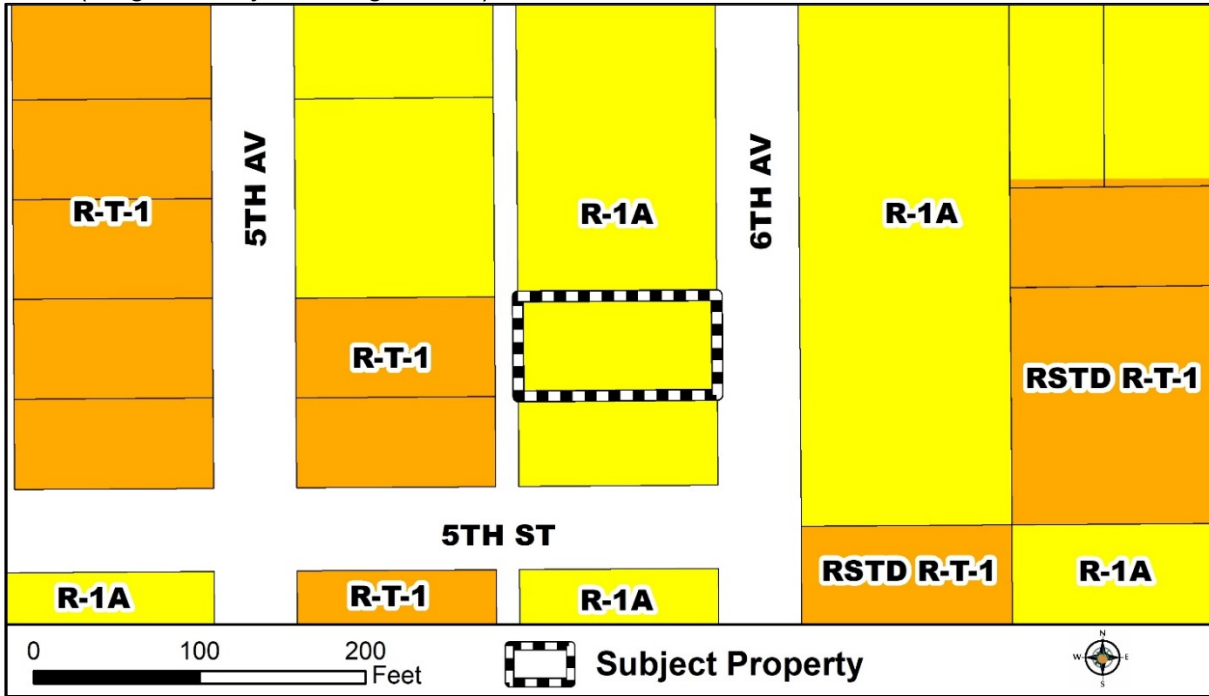 R-T-1
5TH AV
R-1A
6TH AV
R-1A
R-T-1
RSTD R-T-1
5TH ST
R-1A
R-T-1
R-1A
RSTD R-T-1
R-1A
0 100 200
Feet
Subject Property
N
W E
S